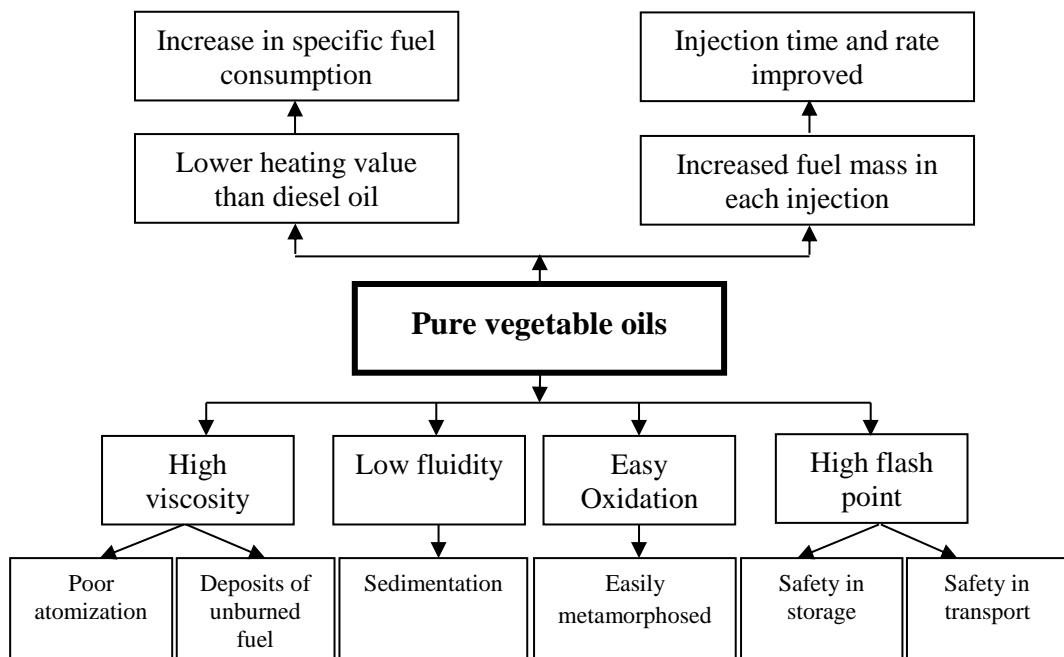 Increase in specific fuel
consumption
Injection time and rate
improved
Lower heating value
than diesel oil
Increased fuel mass in
each injection
Pure vegetable oils
High
viscosity
Low fluidity
Easy
Oxidation
High flash
point
Poor
atomization
Deposits of
unburned
fuel
Sedimentation
Easily
metamorphosed
Safety in
storage
Safety in
transport